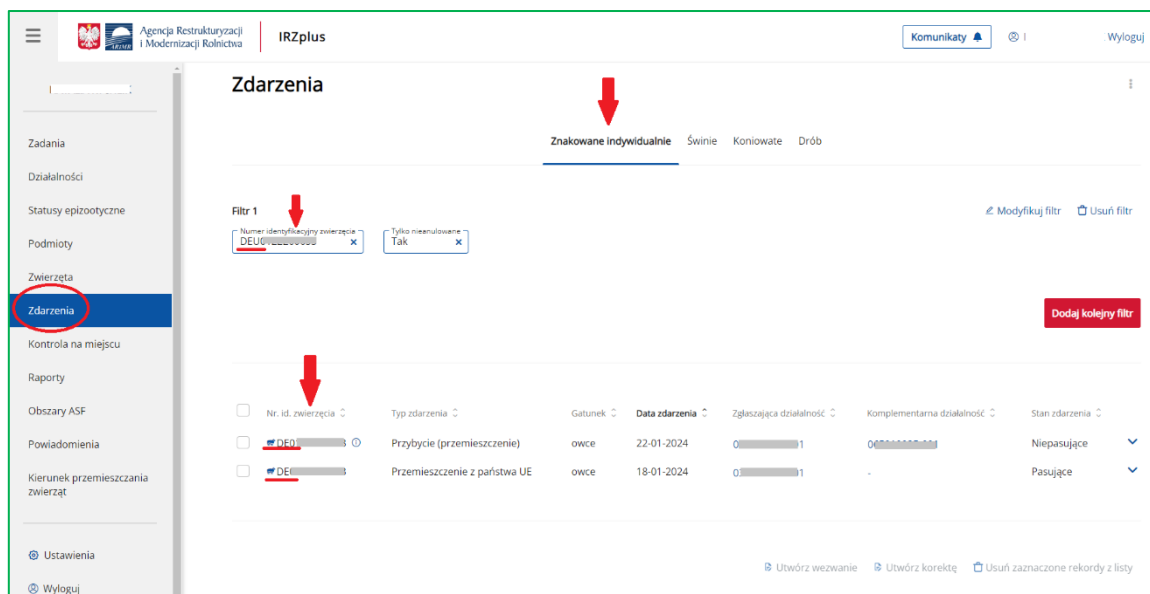 Agencja Restrukturyzacji
i Modernizacji Rolnictwa
ARiMR
IRZplus
Komunikaty
Wyloguj
Zadania
Działalności
Statusy epizootyczne
Podmioty
Zwierzęta
Zdarzenia
Kontrola na miejscu
Raporty
Obszary ASF
Powiadomienia
Kierunek przemieszczania
zwierząt
Ustawienia
Wyloguj
Zdarzenia
Znakowane indywidualnie Świnie Koniowate Drób
Filtr 1
Modyfikuj filtr Usuń filtr
Numer identyfikacyjny zwierzęcia Tylko nieanulowane
Tak
Dodaj kolejny filtr
Nr. id. zwierzęcia Typ zdarzenia Gatunek Data zdarzenia Zgłaszająca działalność Komplementarna działalność Stan zdarzenia
Przybycie (przemieszczenie) owce 22-01-2024 Niepasujące
Przemieszczenie z państwa UE owce 18-01-2024 - Pasujące
Utwórz wezwanie Utwórz korektę Usuń zaznaczone rekordy z listy